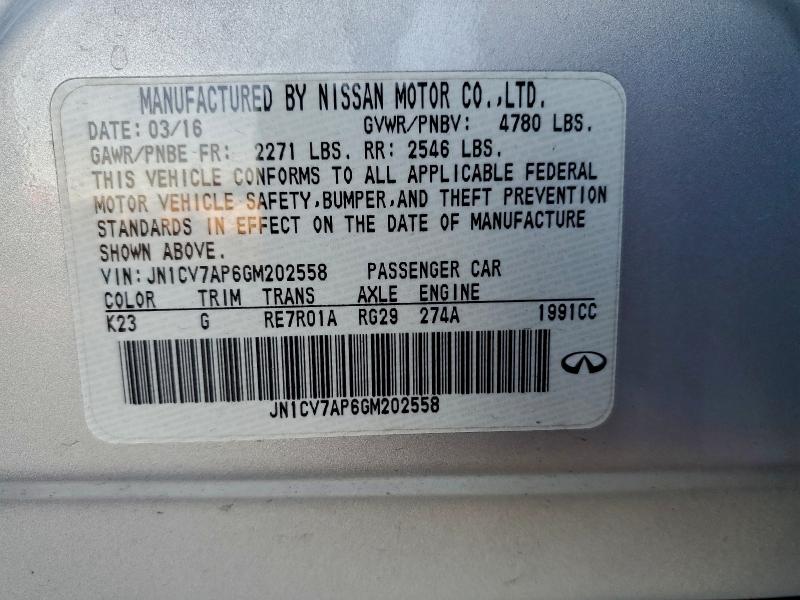 MANUFACTURED BY NISSAN MOTOR CO.,LTD.
DATE: 03/16 GVWR/PNBV: 4780 LBS.
GAWR/PNBE FR: 2271 LBS. RR: 2546 LBS.
THIS VEHICLE CONFORMS TO ALL APPLICABLE FEDERAL
MOTOR VEHICLE SAFETY,BUMPER,AND THEFT PREVENTION
STANDARDS IN EFFECT ON THE DATE OF MANUFACTURE
SHOWN ABOVE.
VIN:JN1CV7AP6GM202558 PASSENGER CAR
COLOR TRIM TRANS AXLE ENGINE
K23 G RE7R01A RG29 274A 1991CC
JN1CV7AP6GM202558